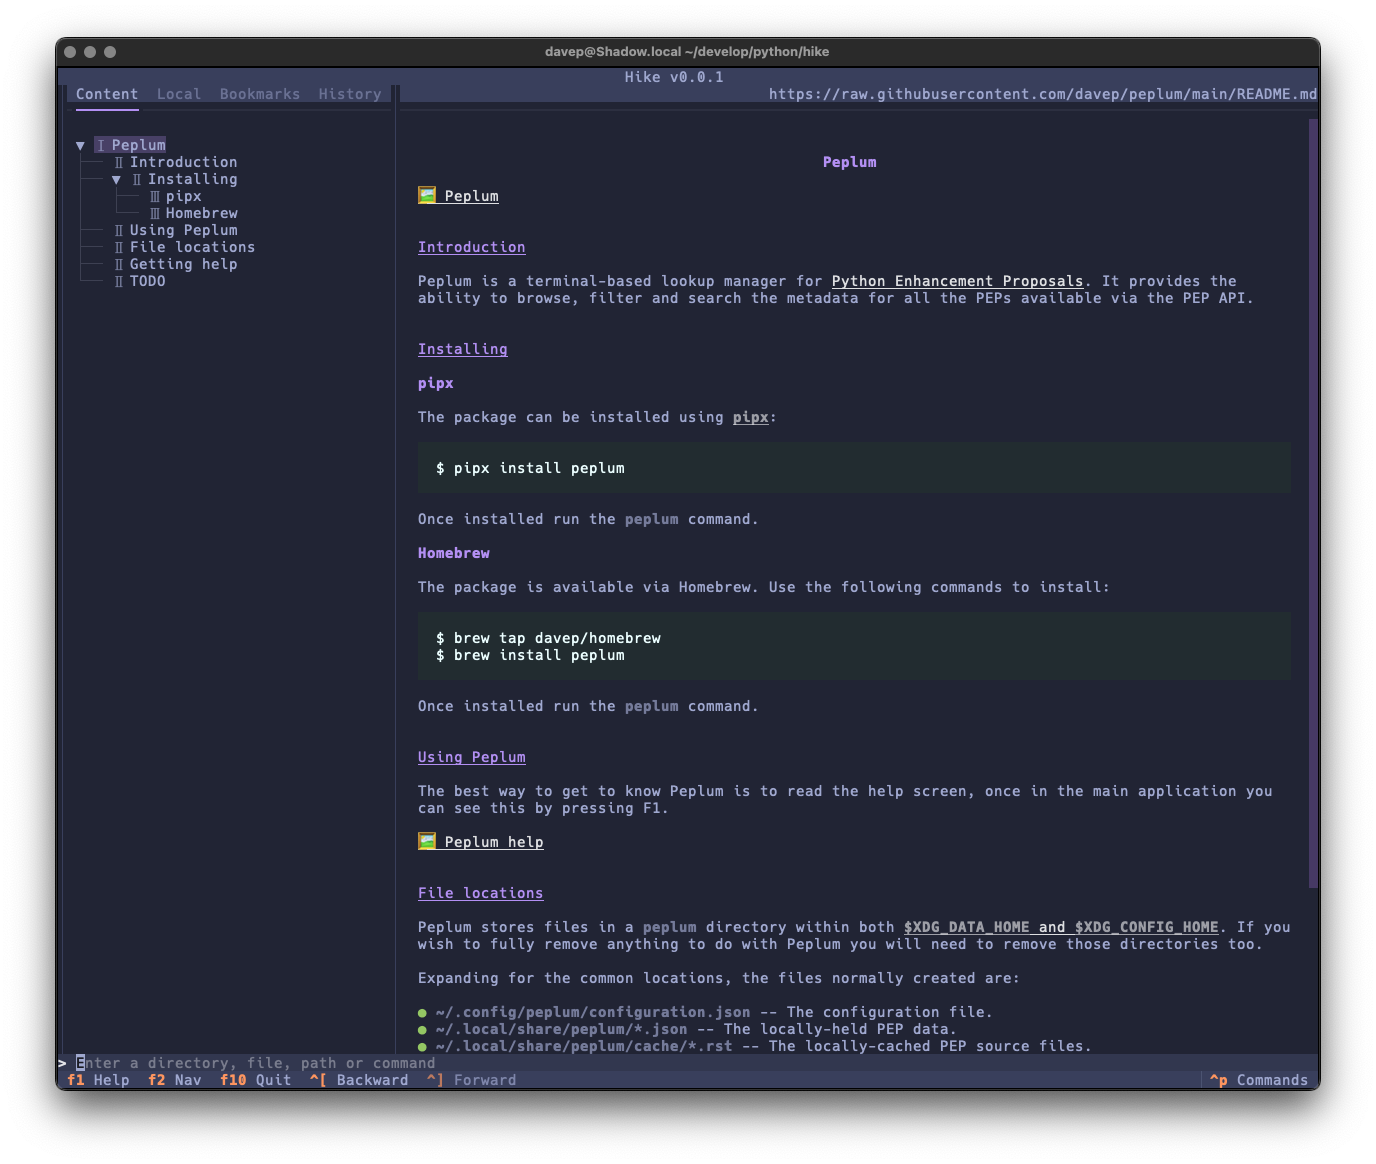 davep@Shadow.local ~/develop/python/hike
Hike v0.0.1
Content Local Bookmarks History
https://raw.githubusercontent.com/davep/peplum/main/README.md
▼ Ⅰ Peplum
Ⅱ Introduction
▼ Ⅱ Installing
Ⅲ pipx
Ⅲ Homebrew
Ⅱ Using Peplum
Ⅱ File locations
Ⅱ Getting help
Ⅱ TODO
Peplum
🖼 Peplum
Introduction
Peplum is a terminal-based lookup manager for Python Enhancement Proposals. It provides the
ability to browse, filter and search the metadata for all the PEPs available via the PEP API.
Installing
pipx
The package can be installed using pipx:
$ pipx install peplum
Once installed run the peplum command.
Homebrew
The package is available via Homebrew. Use the following commands to install:
$ brew tap davep/homebrew
$ brew install peplum
Once installed run the peplum command.
Using Peplum
The best way to get to know Peplum is to read the help screen, once in the main application you
can see this by pressing F1.
🖼 Peplum help
File locations
Peplum stores files in a peplum directory within both $XDG_DATA_HOME and $XDG_CONFIG_HOME. If you
wish to fully remove anything to do with Peplum you will need to remove those directories too.
Expanding for the common locations, the files normally created are:
● ~/.config/peplum/configuration.json -- The configuration file.
● ~/.local/share/peplum/*.json -- The locally-held PEP data.
● ~/.local/share/peplum/cache/*.rst -- The locally-cached PEP source files.
> Enter a directory, file, path or command
f1 Help f2 Nav f10 Quit ^[ Backward ^] Forward ^p Commands